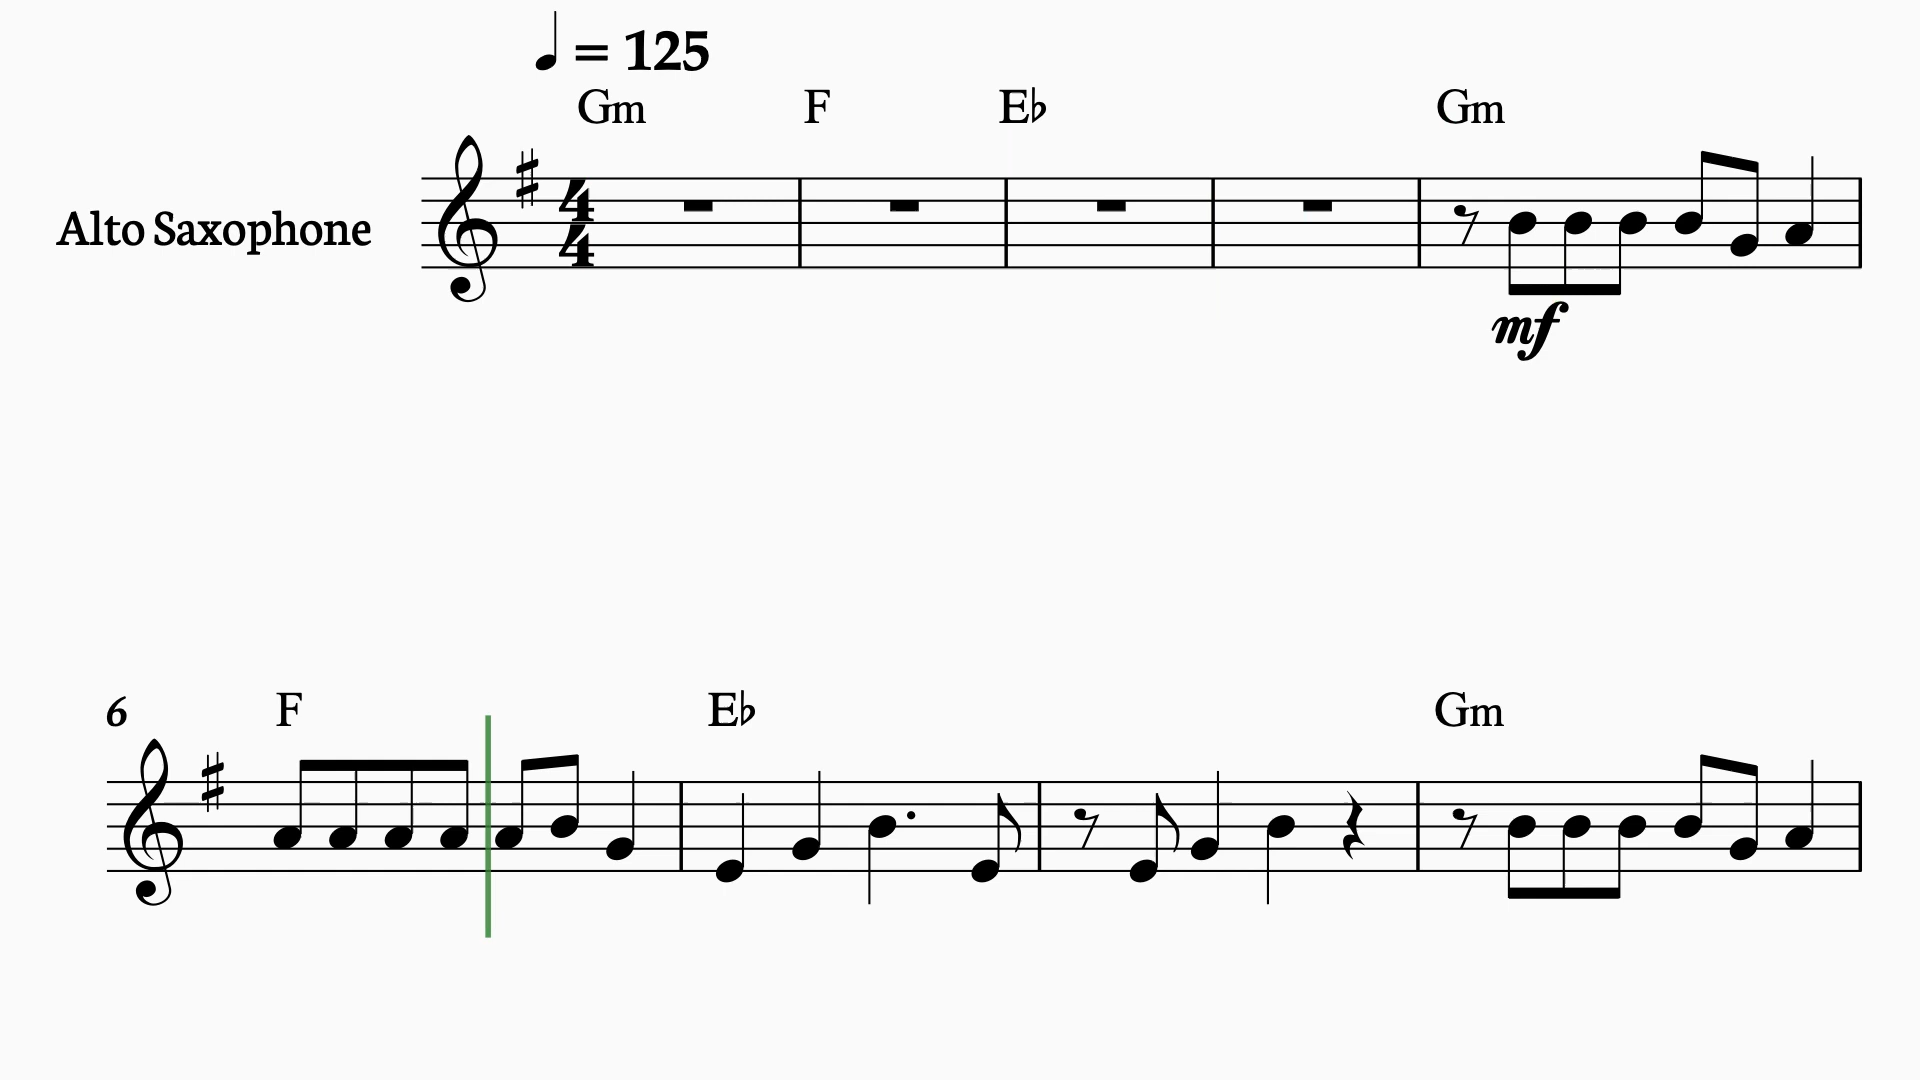 = 125
Gm F E♭ Gm
Alto Saxophone
4
4
mf
6 F E♭ Gm